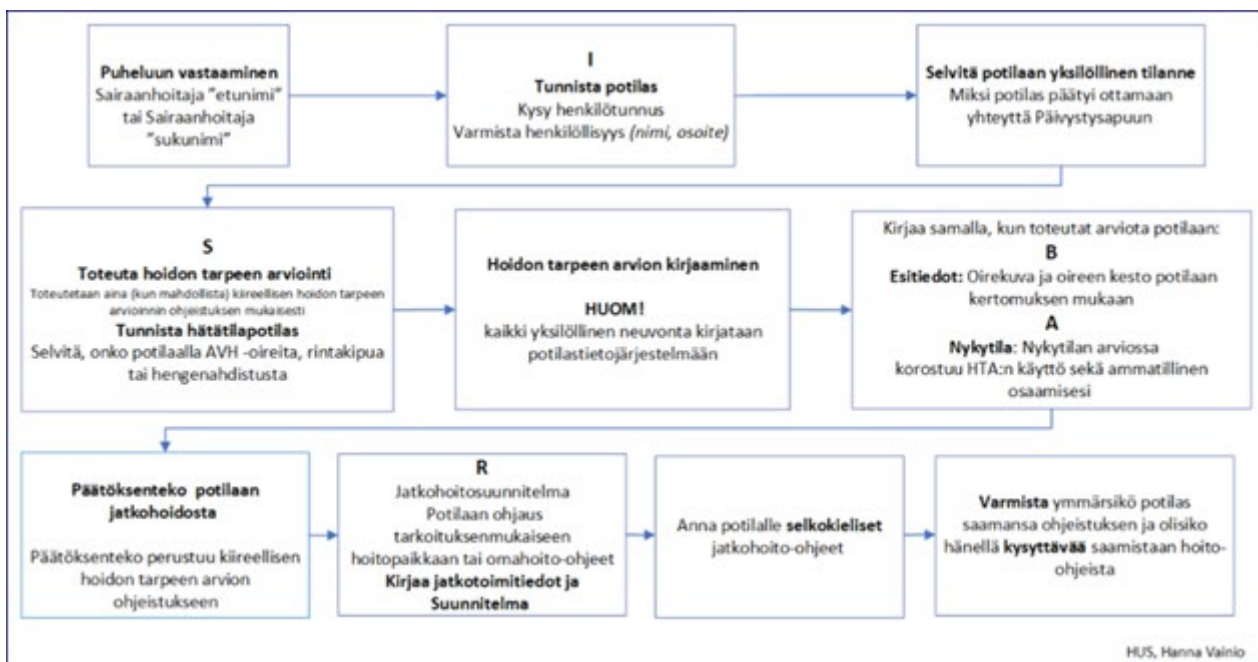 Puheluun vastaaminen
Sairaanhoitaja "etunimi"
tai Sairaanhoitaja
"sukunimi"
I
Tunnista potilas
Kysy henkilötunnus
Varmista henkilöllisyys (nimi, osoite)
Selvitä potilaan yksilöllinen tilanne
Miksi potilas päätyi ottamaan
yhteyttä Päivystysapuun
S
Toteuta hoidon tarpeen arviointi
Toteutetaan aina (kun mahdollista) kiireellisen hoidon tarpeen
arvioinnin ohjeistuksen mukaisesti
Tunnista hätätilapotilas
Selvitä, onko potilaalla AVH -oireita, rintakipua
tai hengenahdistusta
Hoidon tarpeen arvion kirjaaminen
HUOM!
kaikki yksilöllinen neuvonta kirjataan
potilastietojärjestelmään
Kirjaa samalla, kun toteutat arviota potilaan:
B
Esitiedot: Oirekuva ja oireen kesto potilaan
kertomuksen mukaan
A
Nykytila: Nykytilan arviossa
korostuu HTA:n käyttö sekä ammatillinen
osaamisesi
Päätöksenteko potilaan
jatkohoidosta
Päätöksenteko perustuu kiireellisen
hoidon tarpeen arvion
ohjeistukseen
R
Jatkohoitosuunnitelma
Potilaan ohjaus
tarkoituksenmukaiseen
hoitopaikkaan tai omahoito-ohjeet
Kirjaa jatkotoimitiedot ja
Suunnitelma
Anna potilalle selkokieliset
jatkohoito-ohjeet
Varmista ymmärsikö potilas
saamansa ohjeistuksen ja olisiko
hänellä kysyttävää saamistaan hoito-
ohjeista
HUS, Hanna Vainio